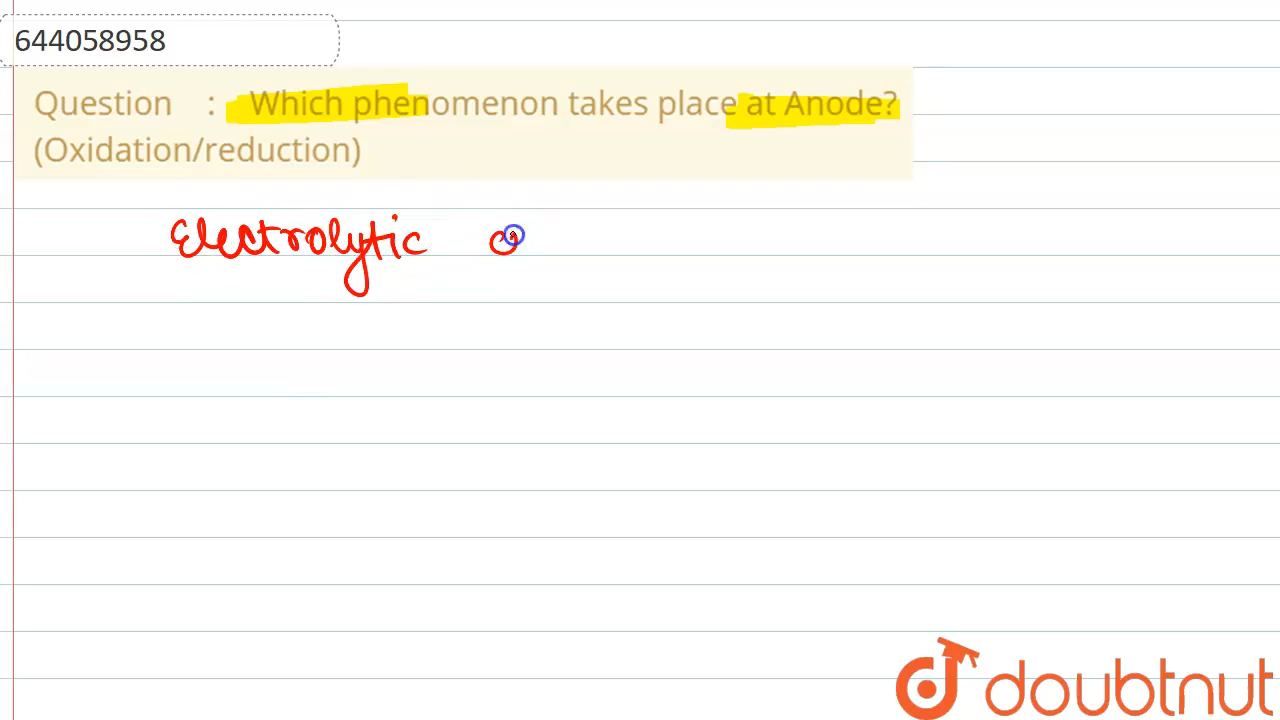 644058958
Question : Which phenomenon takes place at Anode?
(Oxidation/reduction)
Electrolytic
doubtnut